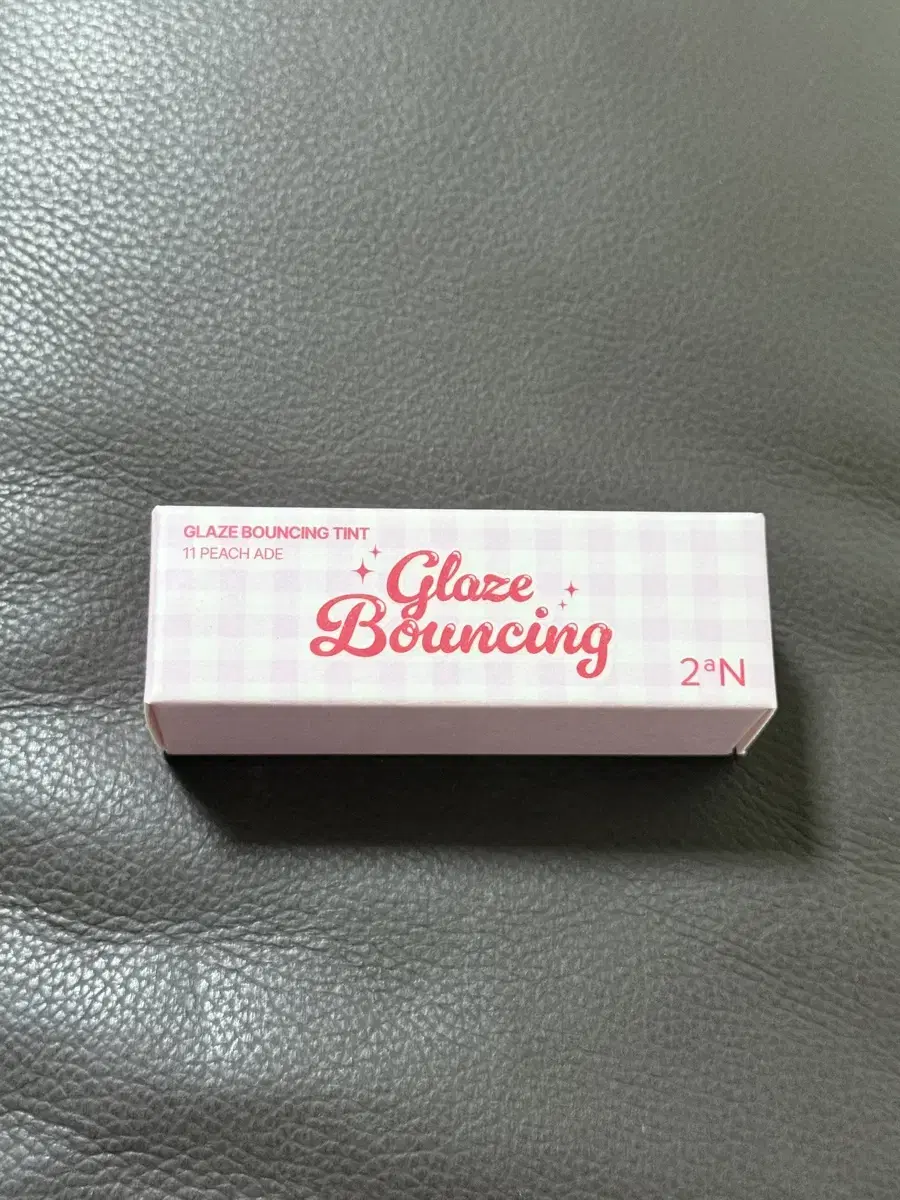 GLAZE BOUNCING TINT
11 PEACH ADE
Glaze
Bouncing
2ªN